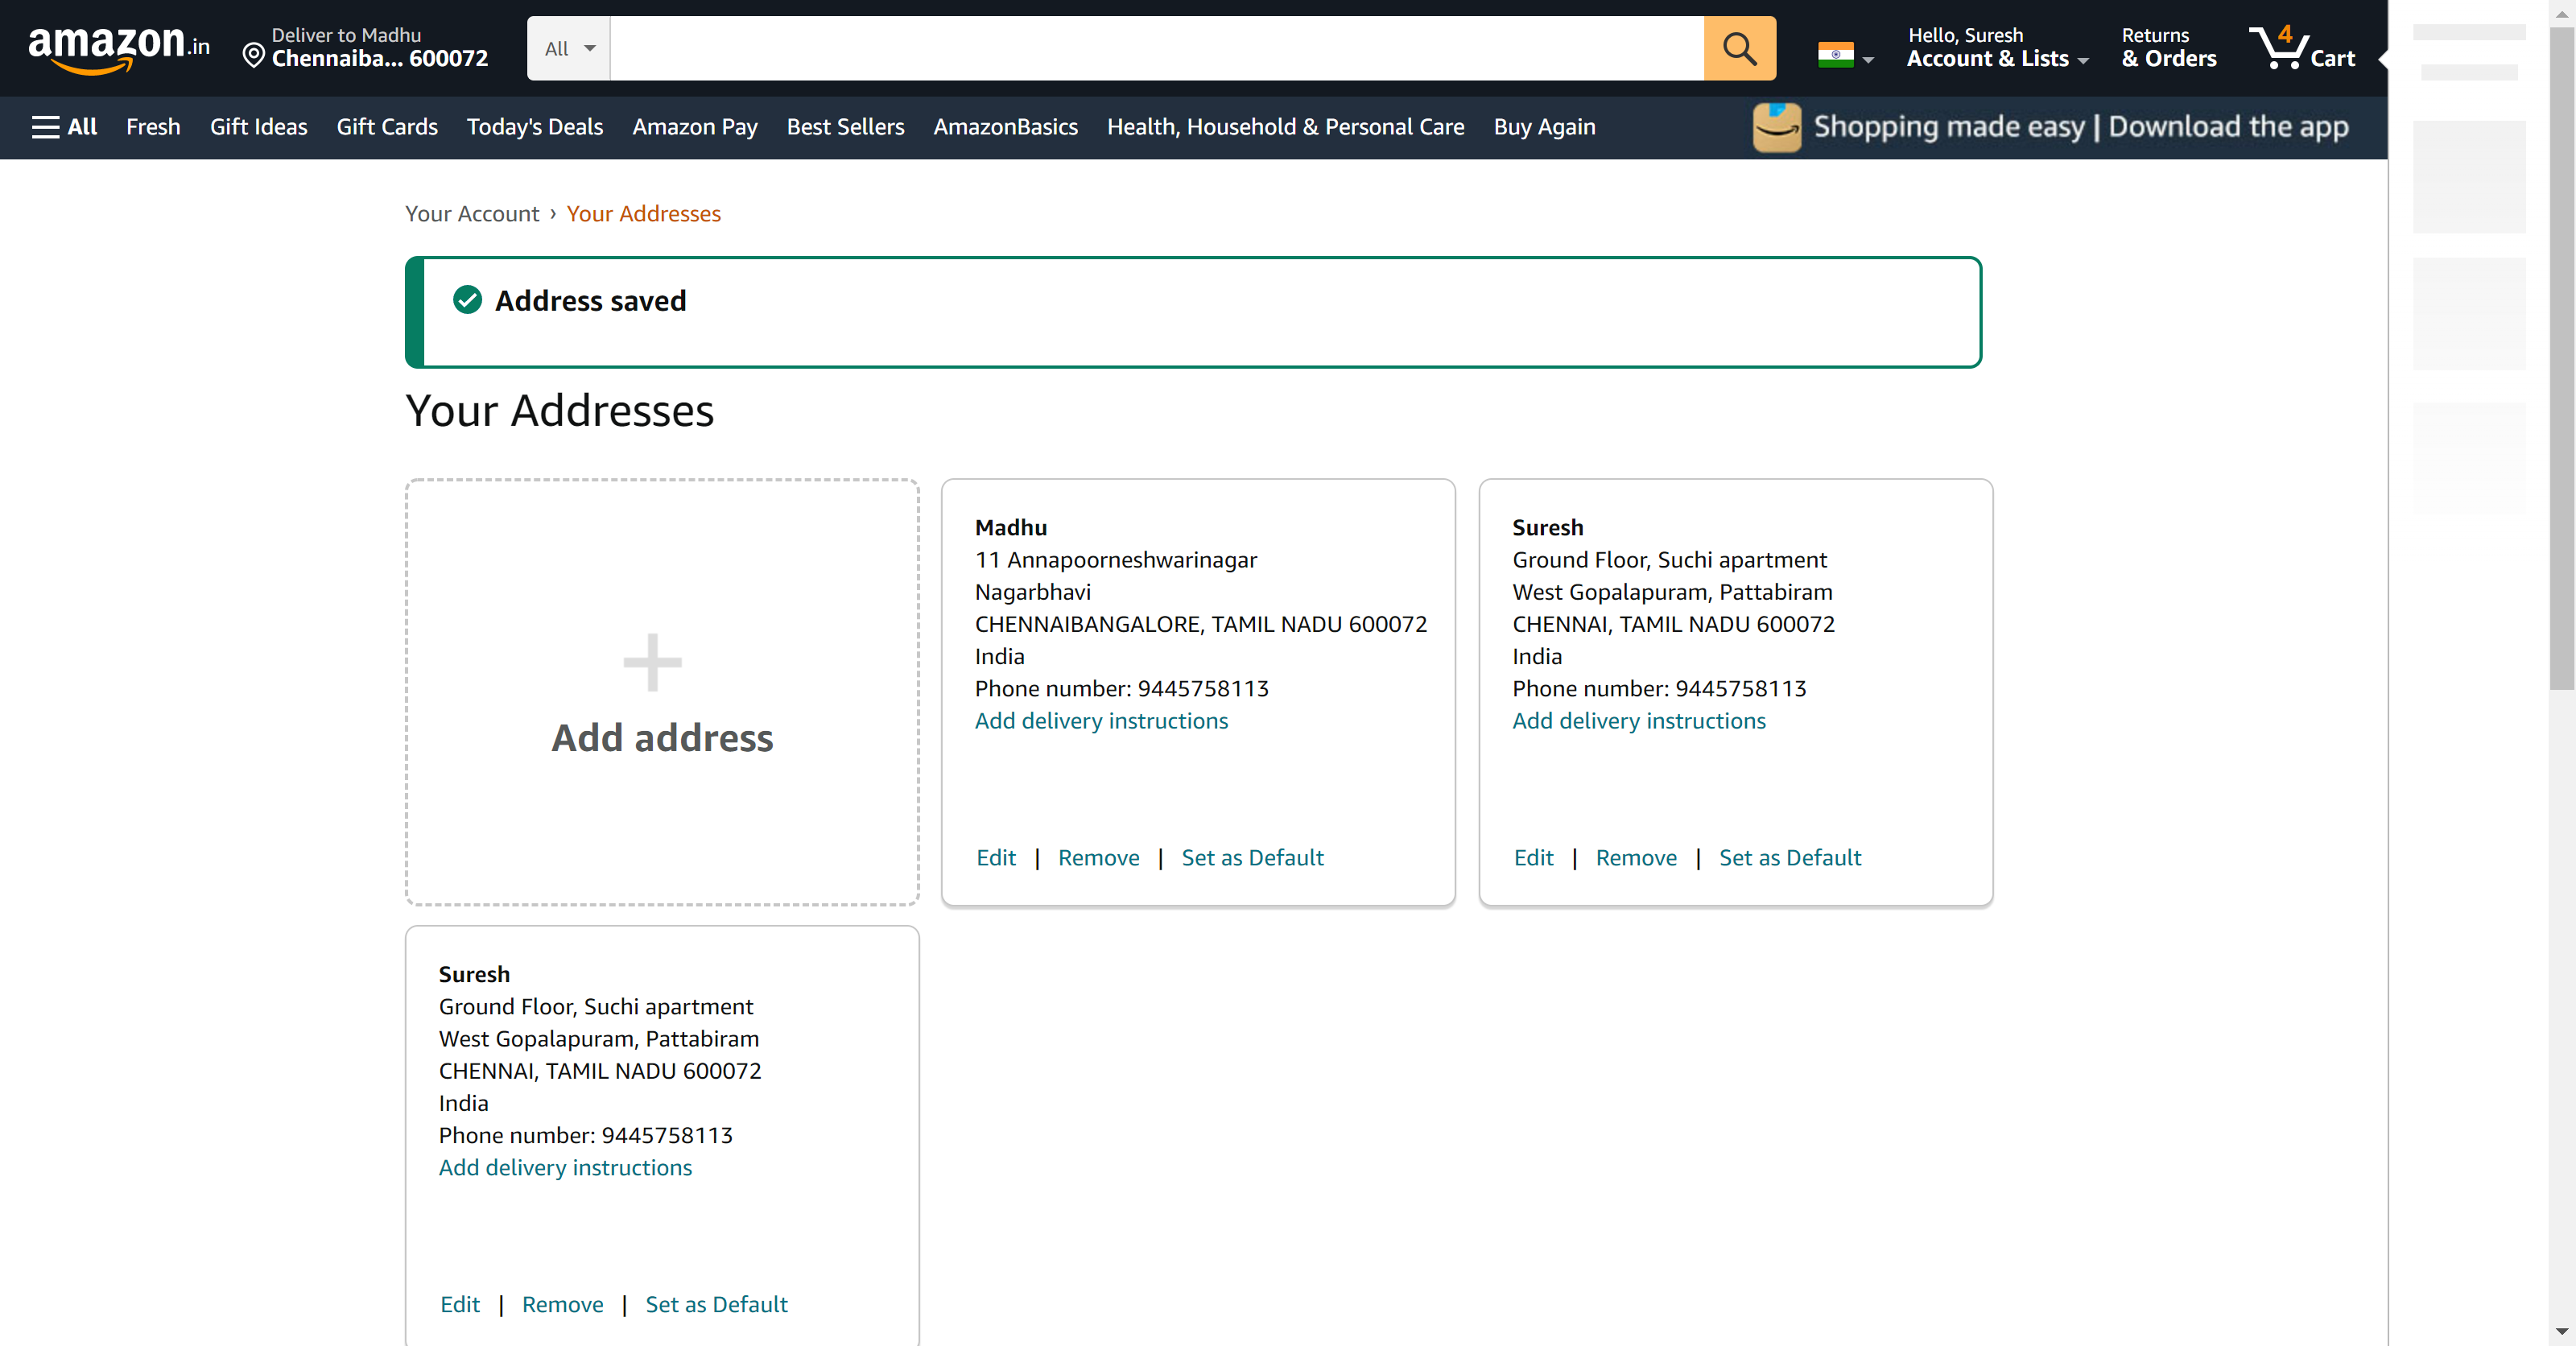 amazon.in
Deliver to Madhu
Chennaiba... 600072
All
Hello, Suresh
Account & Lists
Returns
& Orders
4
Cart
All
Fresh
Gift Ideas
Gift Cards
Today's Deals
Amazon Pay
Best Sellers
AmazonBasics
Health, Household & Personal Care
Buy Again
Shopping made easy | Download the app
Your Account › Your Addresses
Address saved
Your Addresses
Add address
Madhu
11 Annapoorneshwarinagar
Nagarbhavi
CHENNAIBANGALORE, TAMIL NADU 600072
India
Phone number: 9445758113
Add delivery instructions
Edit | Remove | Set as Default
Suresh
Ground Floor, Suchi apartment
West Gopalapuram, Pattabiram
CHENNAI, TAMIL NADU 600072
India
Phone number: 9445758113
Add delivery instructions
Edit | Remove | Set as Default
Suresh
Ground Floor, Suchi apartment
West Gopalapuram, Pattabiram
CHENNAI, TAMIL NADU 600072
India
Phone number: 9445758113
Add delivery instructions
Edit | Remove | Set as Default